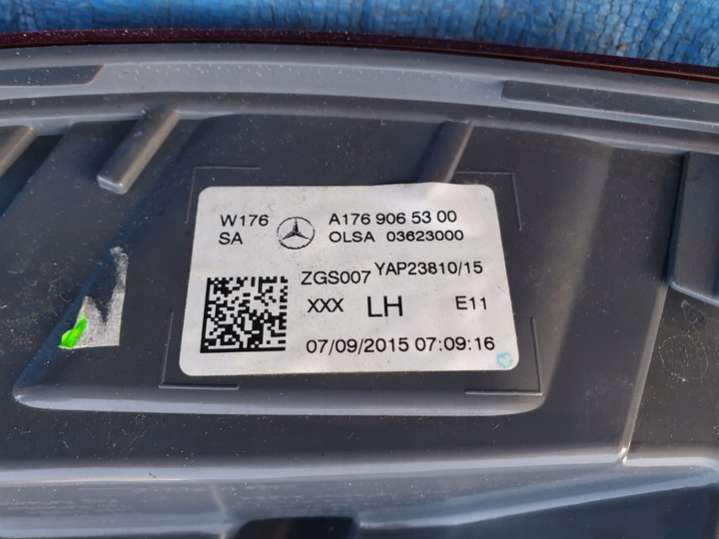 W176 A176 906 53 00
SA OLSA 03623000
ZGS007 YAP23810/15
XXX LH E11
07/09/2015 07:09:16